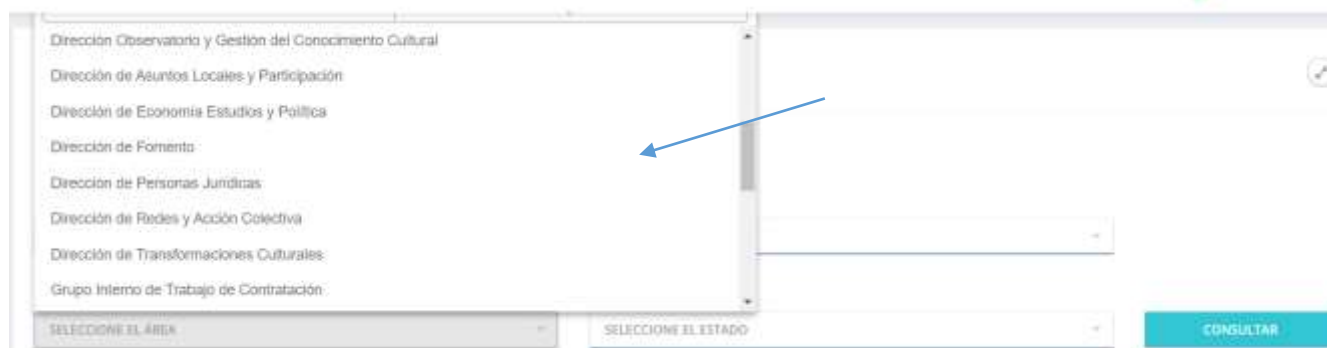 Dirección Observatorio y Gestión del Conocimiento Cultural
Dirección de Asuntos Locales y Participación
Dirección de Economía Estudios y Política
Dirección de Fomento
Dirección de Personas Jurídicas
Dirección de Redes y Acción Colectiva
Dirección de Transformaciones Culturales
Grupo Interno de Trabajo de Contratación
SELECCIONE EL ÁREA
SELECCIONE EL ESTADO
CONSULTAR